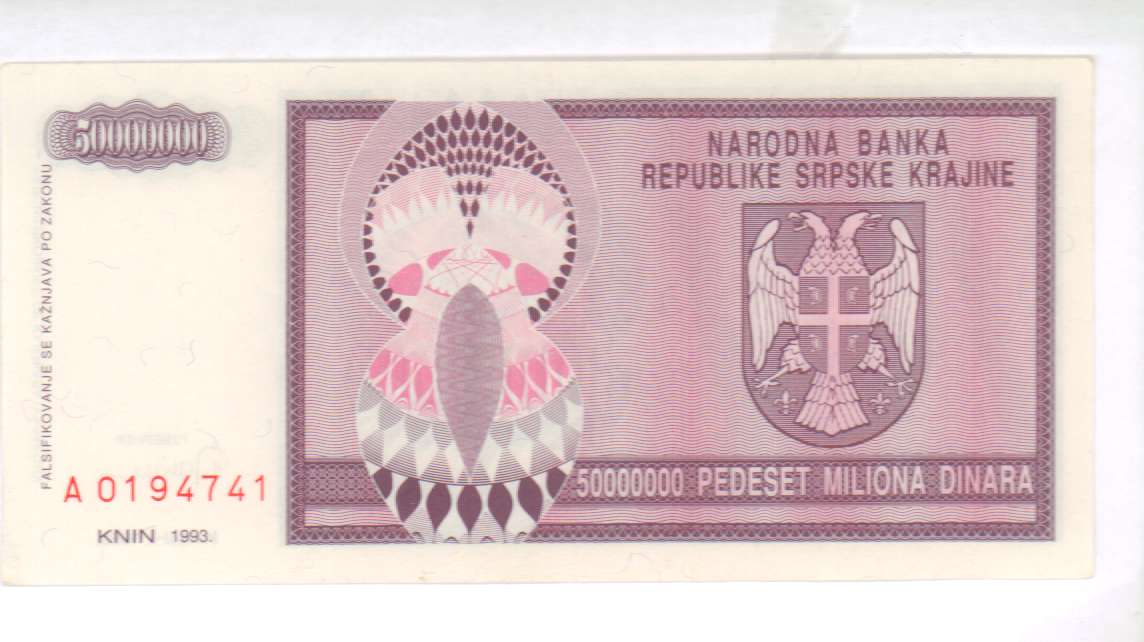 50000000
FALSIFIKOVANJE SE KAŽNJAVA PO ZAKONU
A 0194741
KNIN 1993.
NARODNA BANKA
REPUBLIKE SRPSKE KRAJINE
50000000 PEDESET MILIONA DINARA